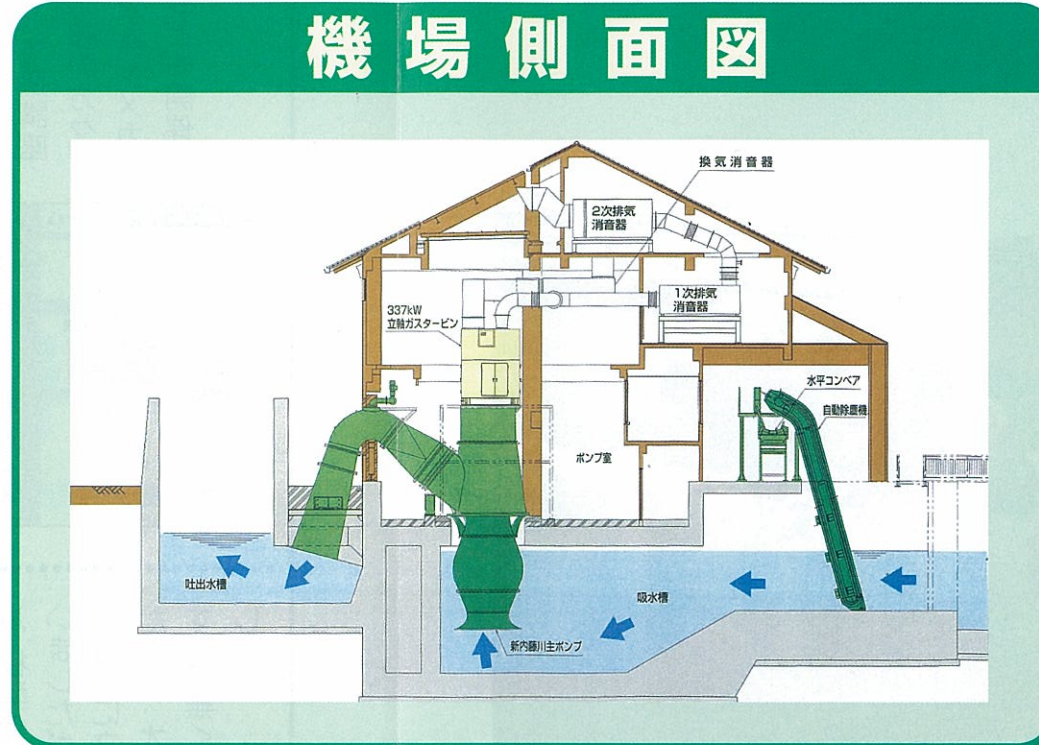 機場側面図
換気消音器
2次排気
消音器
1次排気
消音器
337kW
立軸ガスタービン
水平コンベア
自動除塵機
ポンプ室
吐出水槽
吸水槽
新内藤川主ポンプ